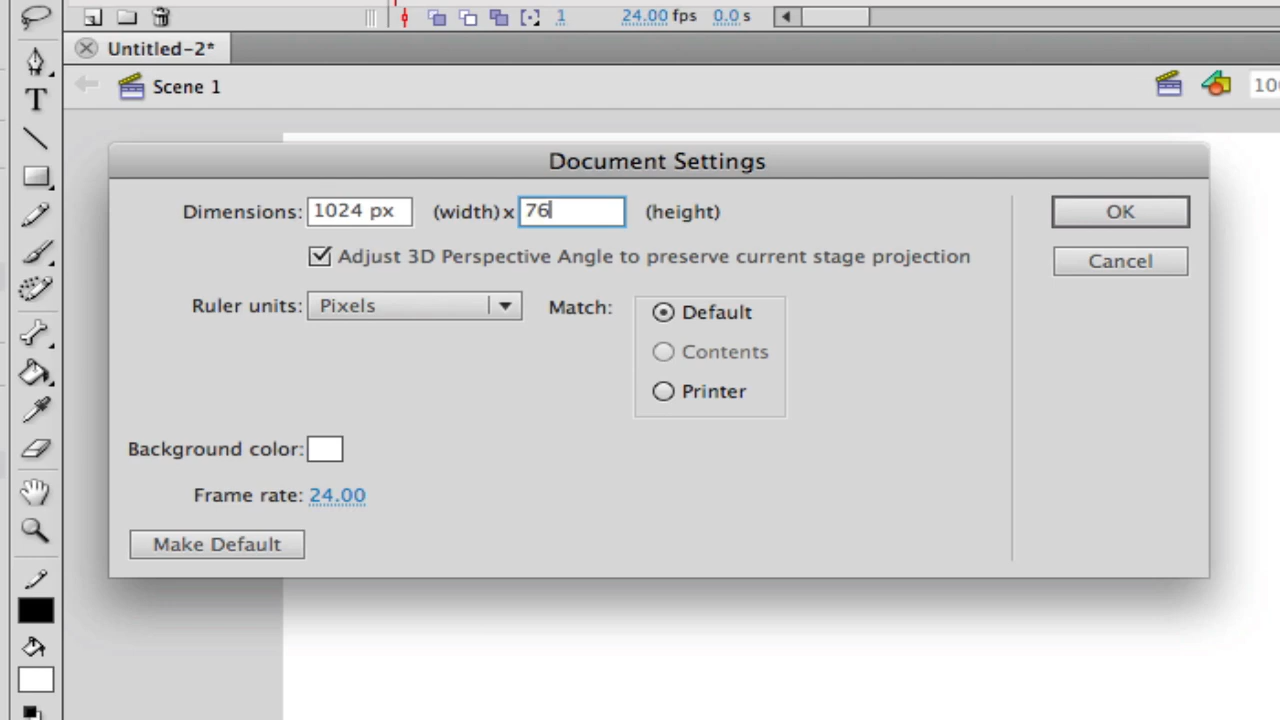 1 24.00 fps 0.0 s
Untitled-2*
Scene 1
Document Settings
Dimensions: 1024 px (width) x 76 (height)
OK
Adjust 3D Perspective Angle to preserve current stage projection
Cancel
Ruler units: Pixels Match: Default
Contents
Printer
Background color:
Frame rate: 24.00
Make Default